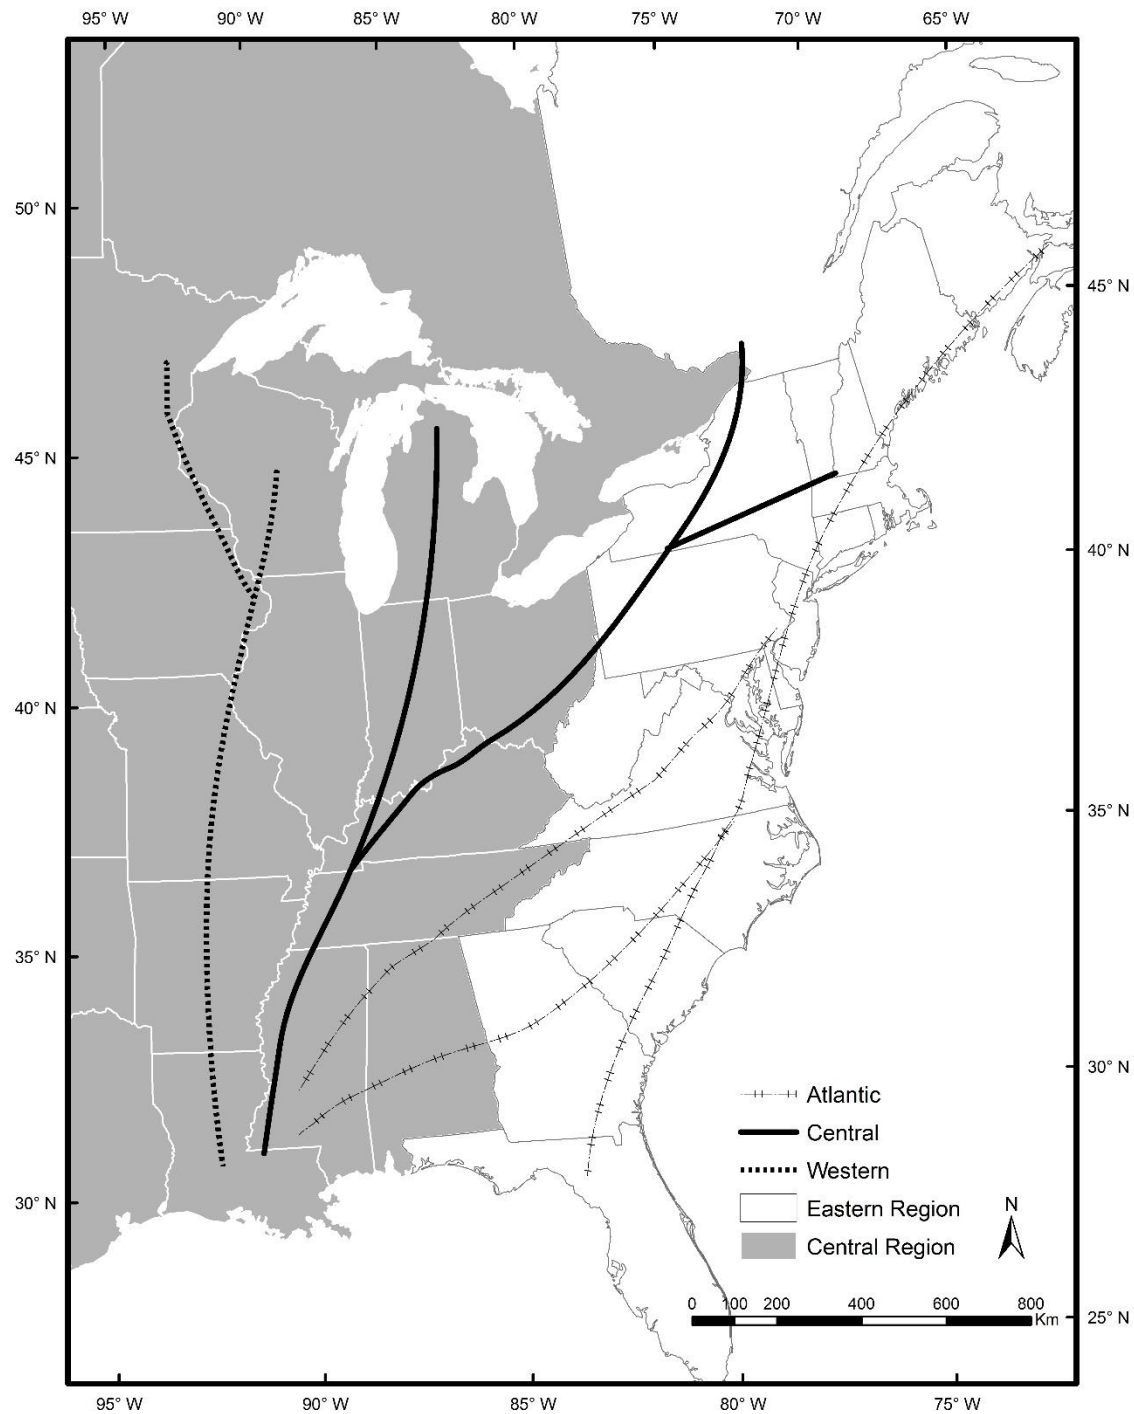 95° W 90° W 85° W 80° W 75° W 70° W 65° W
50° N
45° N
45° N
40° N
40° N
35° N
35° N
30° N
30° N
25° N
Atlantic
Central
Western
Eastern Region
Central Region
N
0 100 200 400 600 800
Km
95° W 90° W 85° W 80° W 75° W